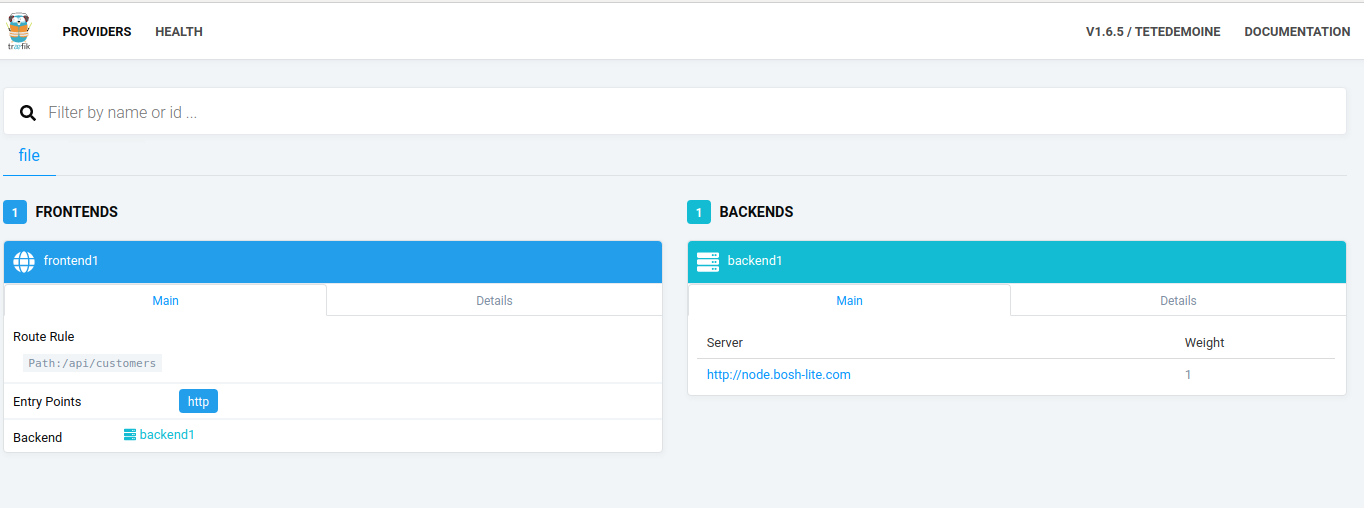 træfik
PROVIDERS HEALTH V1.6.5 / TETEDEMOINE DOCUMENTATION
Filter by name or id ...
file
1 FRONTENDS
frontend1
Main Details
Route Rule
Path:/api/customers
Entry Points http
Backend backend1
1 BACKENDS
backend1
Main Details
Server Weight
http://node.bosh-lite.com 1